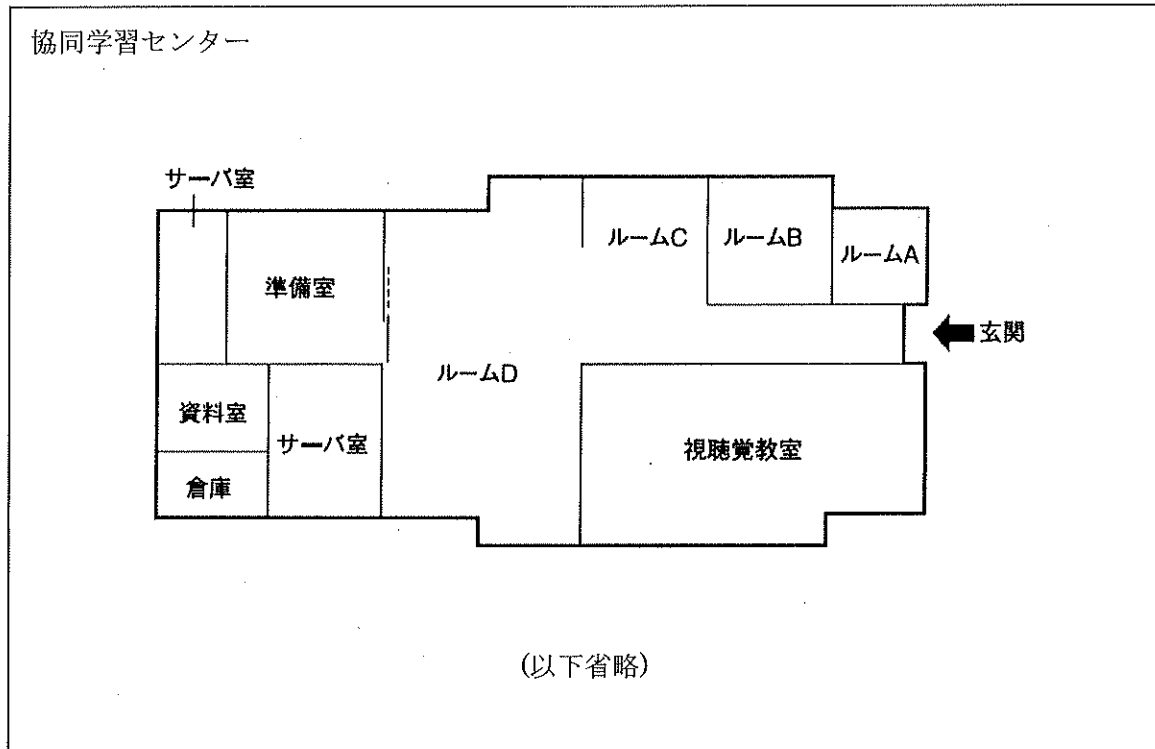 協同学習センター
サーバ室
ルームC
ルームB
ルームA
準備室
玄関
ルームD
資料室
サーバ室
視聴覚教室
倉庫
(以下省略)